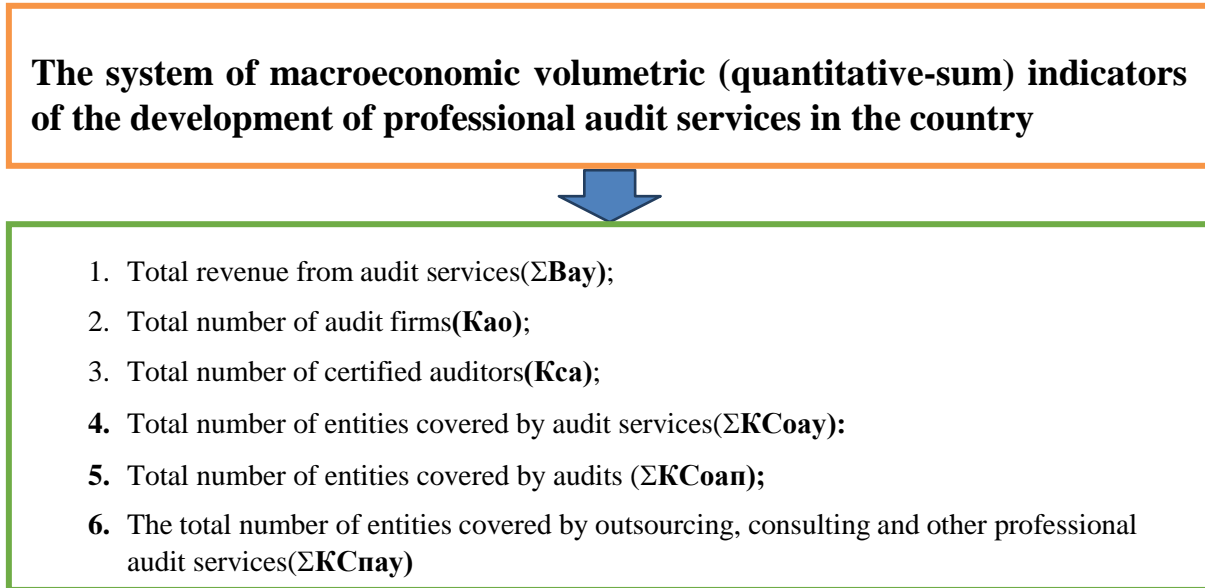 The system of macroeconomic volumetric (quantitative-sum) indicators
of the development of professional audit services in the country
1. Total revenue from audit services(ΣВау);
2. Total number of audit firms(Као);
3. Total number of certified auditors(Кса);
4. Total number of entities covered by audit services(ΣКСоау):
5. Total number of entities covered by audits (ΣКСоап);
6. The total number of entities covered by outsourcing, consulting and other professional
audit services(ΣКСпау)